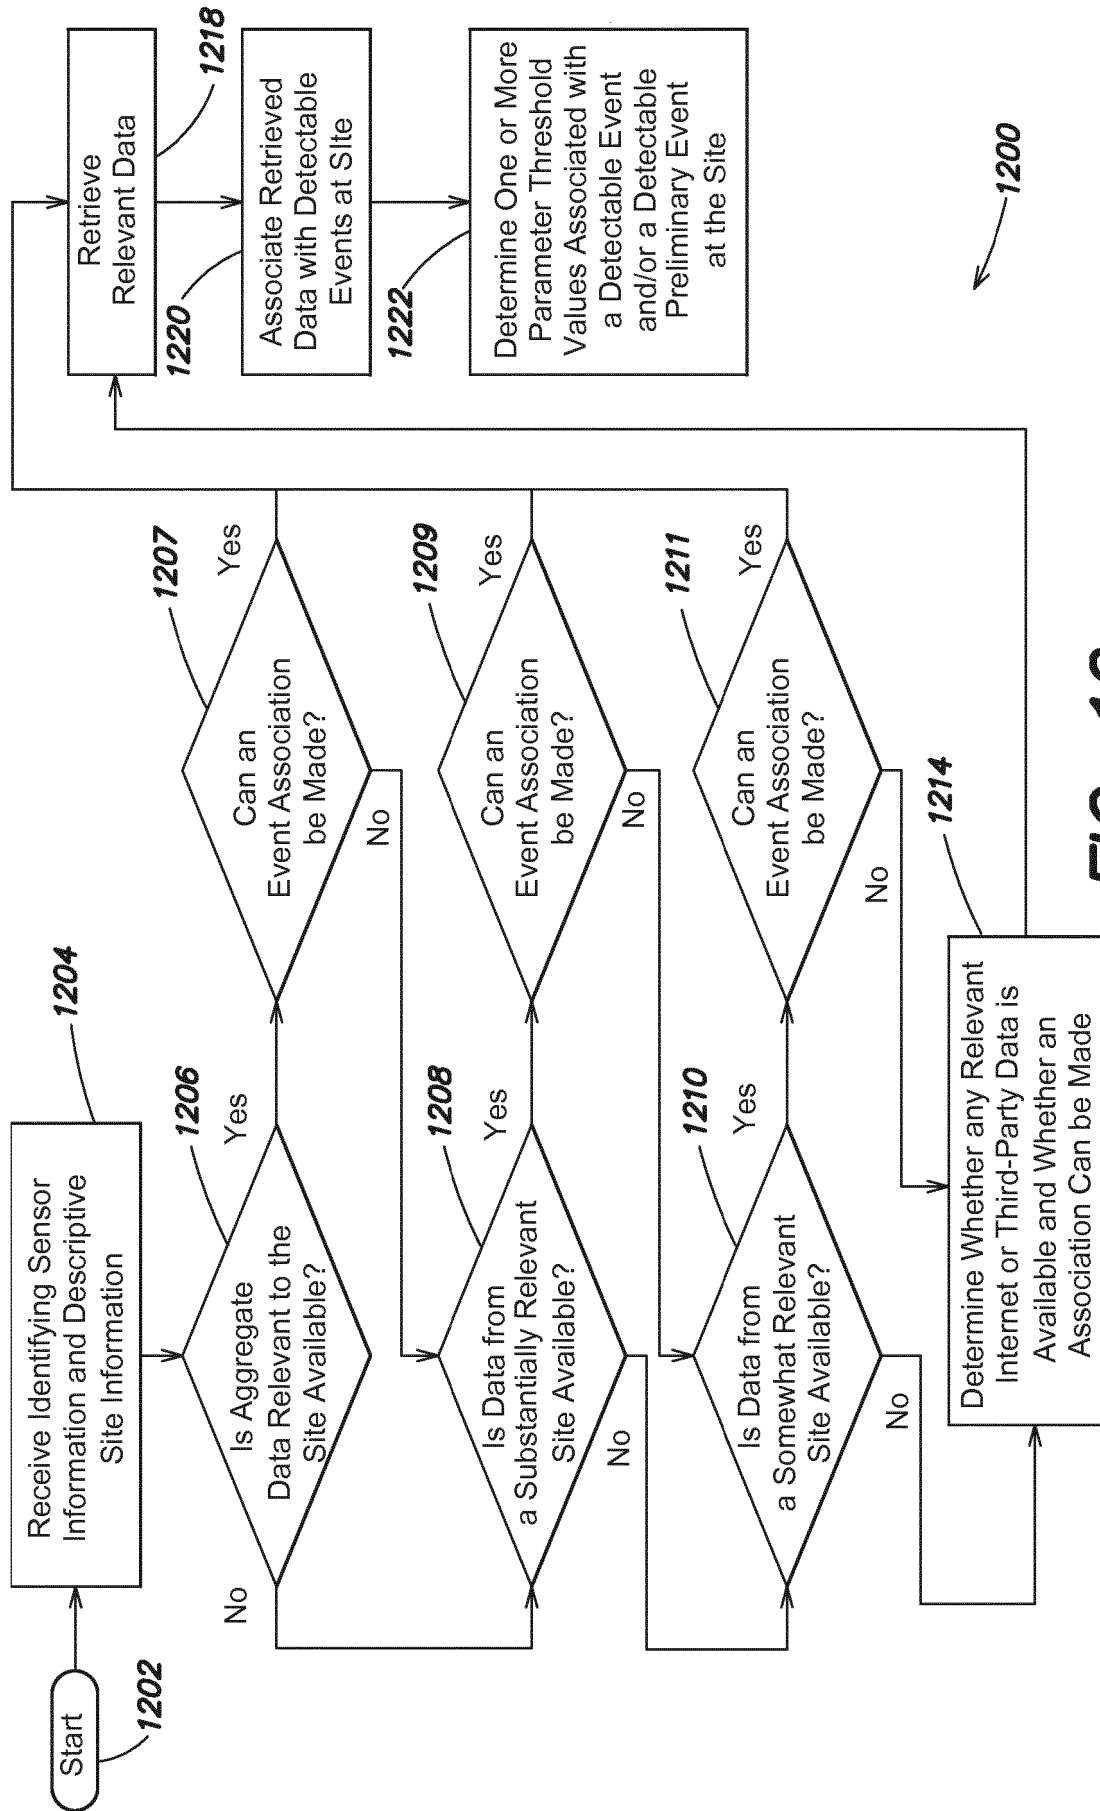 Start
1202
Receive Identifying Sensor
Information and Descriptive
Site Information
1204
Is Aggregate
Data Relevant to the
Site Available?
1206
Yes
No
Can an
Event Association
be Made?
1207
Yes
No
Is Data from
a Substantially Relevant
Site Available?
1208
Yes
No
Can an
Event Association
be Made?
1209
Yes
No
Is Data from
a Somewhat Relevant
Site Available?
1210
Yes
No
Can an
Event Association
be Made?
1211
Yes
No
Determine Whether any Relevant
Internet or Third-Party Data is
Available and Whether an
Association Can be Made
1214
Retrieve
Relevant Data
1218
Associate Retrieved
Data with Detectable
Events at SIte
1220
Determine One or More
Parameter Threshold
Values Associated with
a Detectable Event
and/or a Detectable
Preliminary Event
at the Site
1222
1200